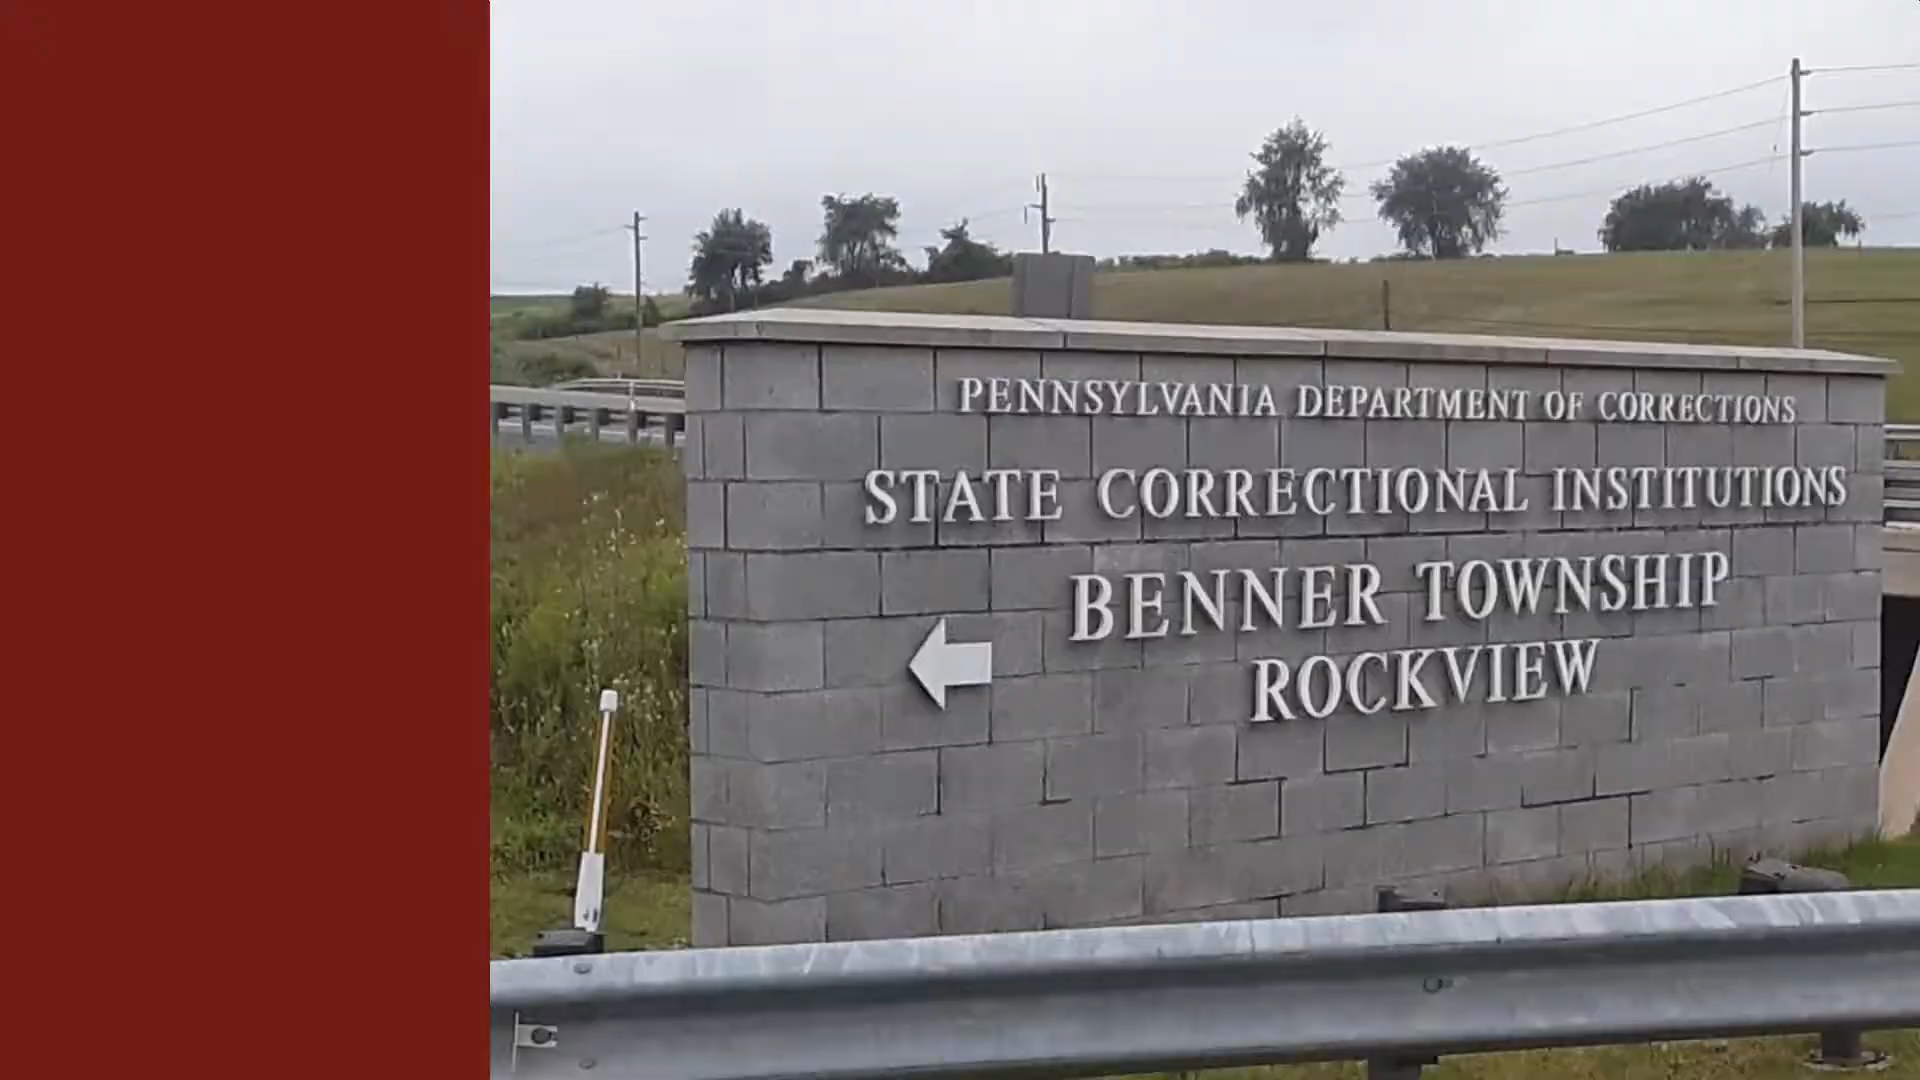 PENNSYLVANIA DEPARTMENT OF CORRECTIONS
STATE CORRECTIONAL INSTITUTIONS
BENNER TOWNSHIP
ROCKVIEW